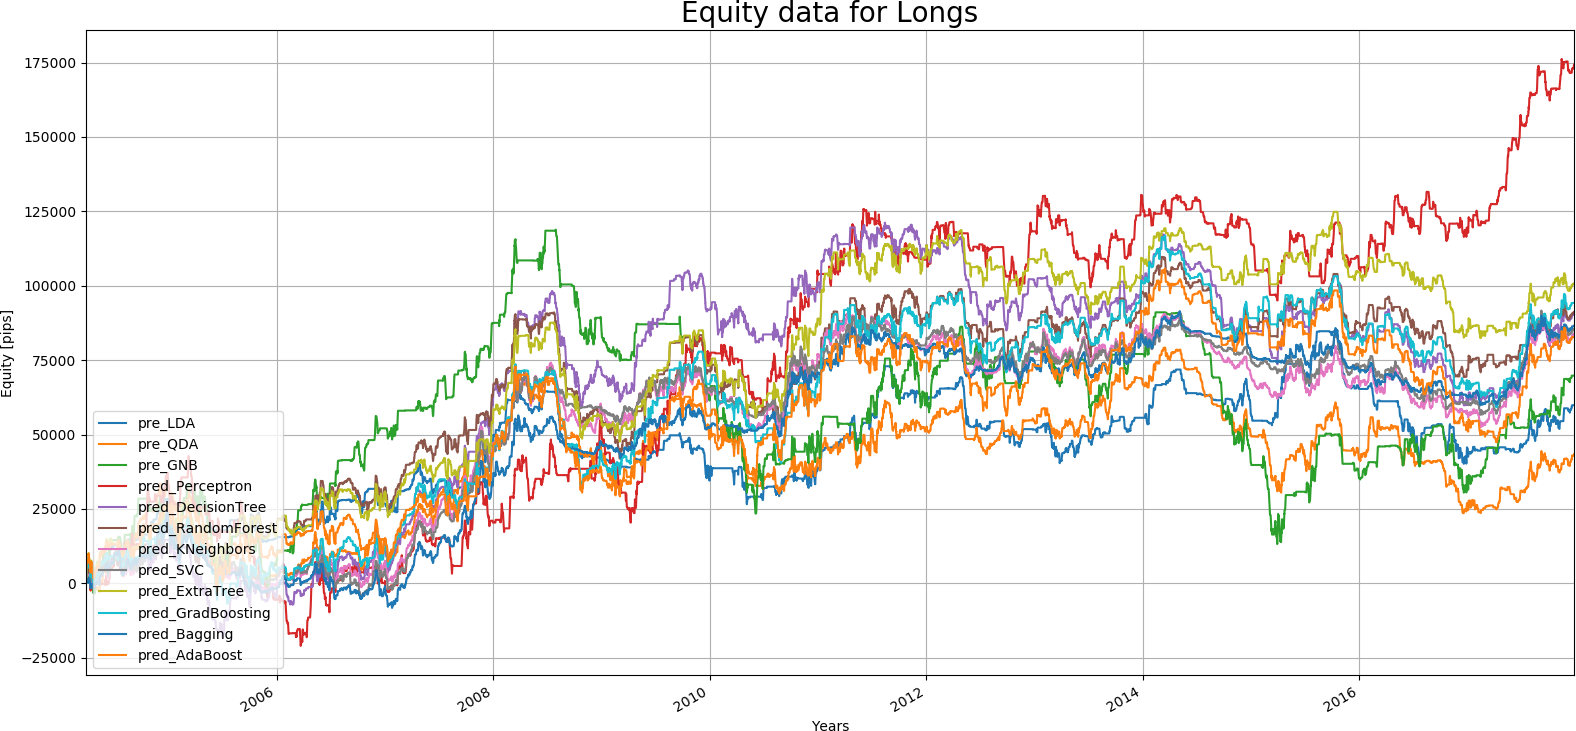 Equity data for Longs
175000
150000
125000
100000
75000
50000
25000
0
−25000
Equity [pips]
pre_LDA
pre_QDA
pre_GNB
pred_Perceptron
pred_DecisionTree
pred_RandomForest
pred_KNeighbors
pred_SVC
pred_ExtraTree
pred_GradBoosting
pred_Bagging
pred_AdaBoost
2006
2008
2010
2012
2014
2016
Years